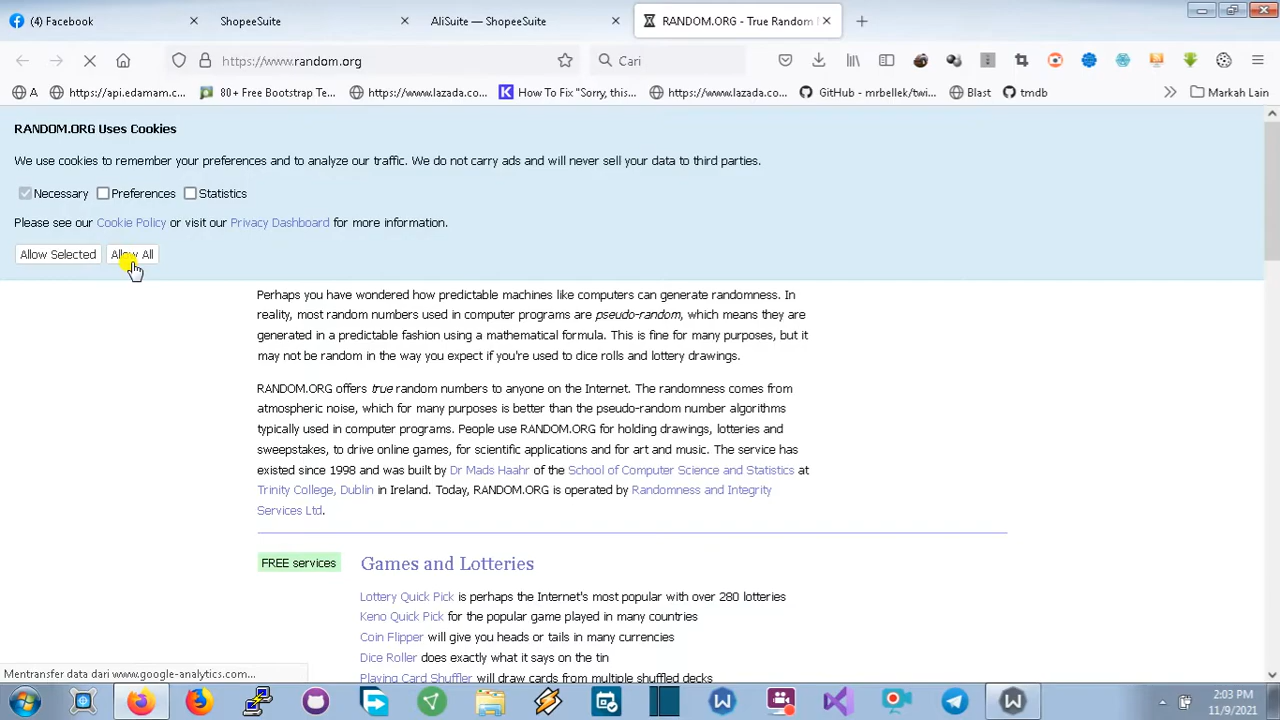 (4) Facebook
ShopeeSuite
AliSuite — ShopeeSuite
RANDOM.ORG - True Random
https://www.random.org
Cari
A
https://api.edamam.c...
80+ Free Bootstrap Te...
https://www.lazada.co...
How To Fix "Sorry, this...
https://www.lazada.co...
GitHub - mrbellek/twi...
Blast
tmdb
Markah Lain
RANDOM.ORG Uses Cookies
We use cookies to remember your preferences and to analyze our traffic. We do not carry ads and will never sell your data to third parties.
Necessary Preferences Statistics
Please see our Cookie Policy or visit our Privacy Dashboard for more information.
Allow Selected Allow All
Perhaps you have wondered how predictable machines like computers can generate randomness. In
reality, most random numbers used in computer programs are pseudo-random, which means they are
generated in a predictable fashion using a mathematical formula. This is fine for many purposes, but it
may not be random in the way you expect if you're used to dice rolls and lottery drawings.
RANDOM.ORG offers true random numbers to anyone on the Internet. The randomness comes from
atmospheric noise, which for many purposes is better than the pseudo-random number algorithms
typically used in computer programs. People use RANDOM.ORG for holding drawings, lotteries and
sweepstakes, to drive online games, for scientific applications and for art and music. The service has
existed since 1998 and was built by Dr Mads Haahr of the School of Computer Science and Statistics at
Trinity College, Dublin in Ireland. Today, RANDOM.ORG is operated by Randomness and Integrity
Services Ltd.
FREE services
Games and Lotteries
Lottery Quick Pick is perhaps the Internet's most popular with over 280 lotteries
Keno Quick Pick for the popular game played in many countries
Coin Flipper will give you heads or tails in many currencies
Dice Roller does exactly what it says on the tin
Playing Card Shuffler will draw cards from multiple shuffled decks
Mentransfer data dari www.google-analytics.com...
2:03 PM
11/9/2021